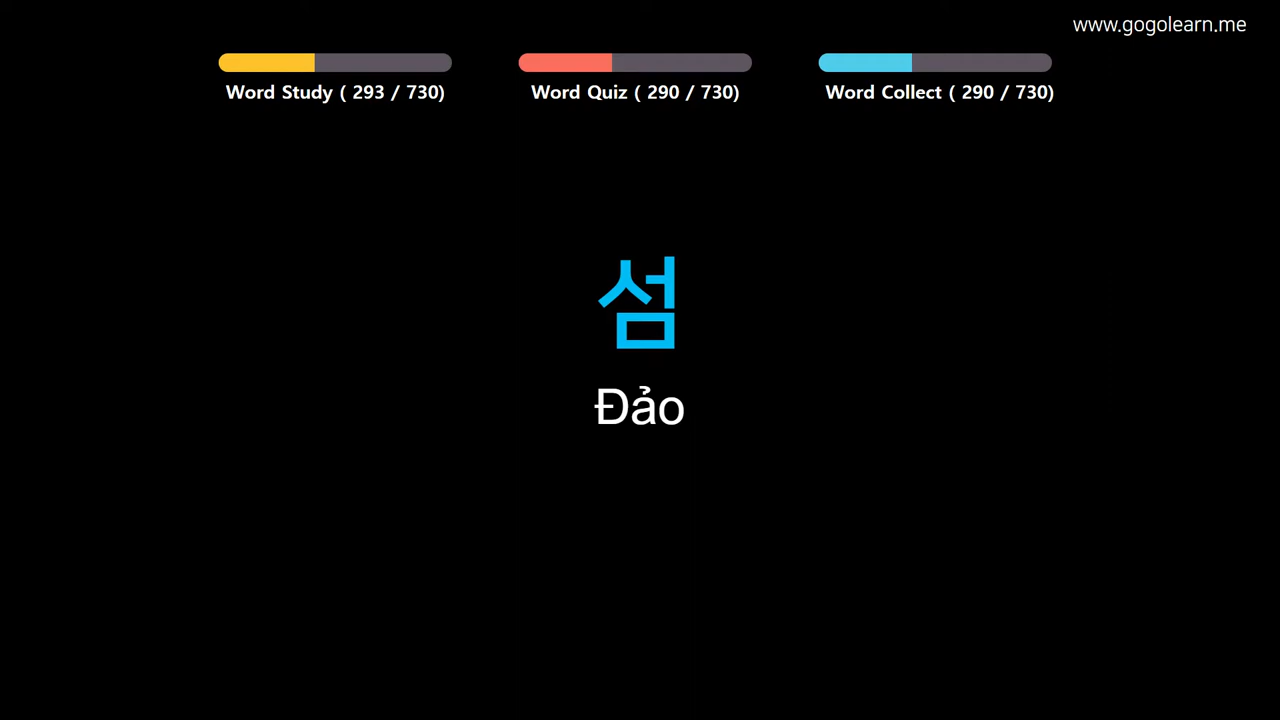 www.gogolearn.me
Word Study ( 293 / 730)
Word Quiz ( 290 / 730)
Word Collect ( 290 / 730)
섬
Đảo